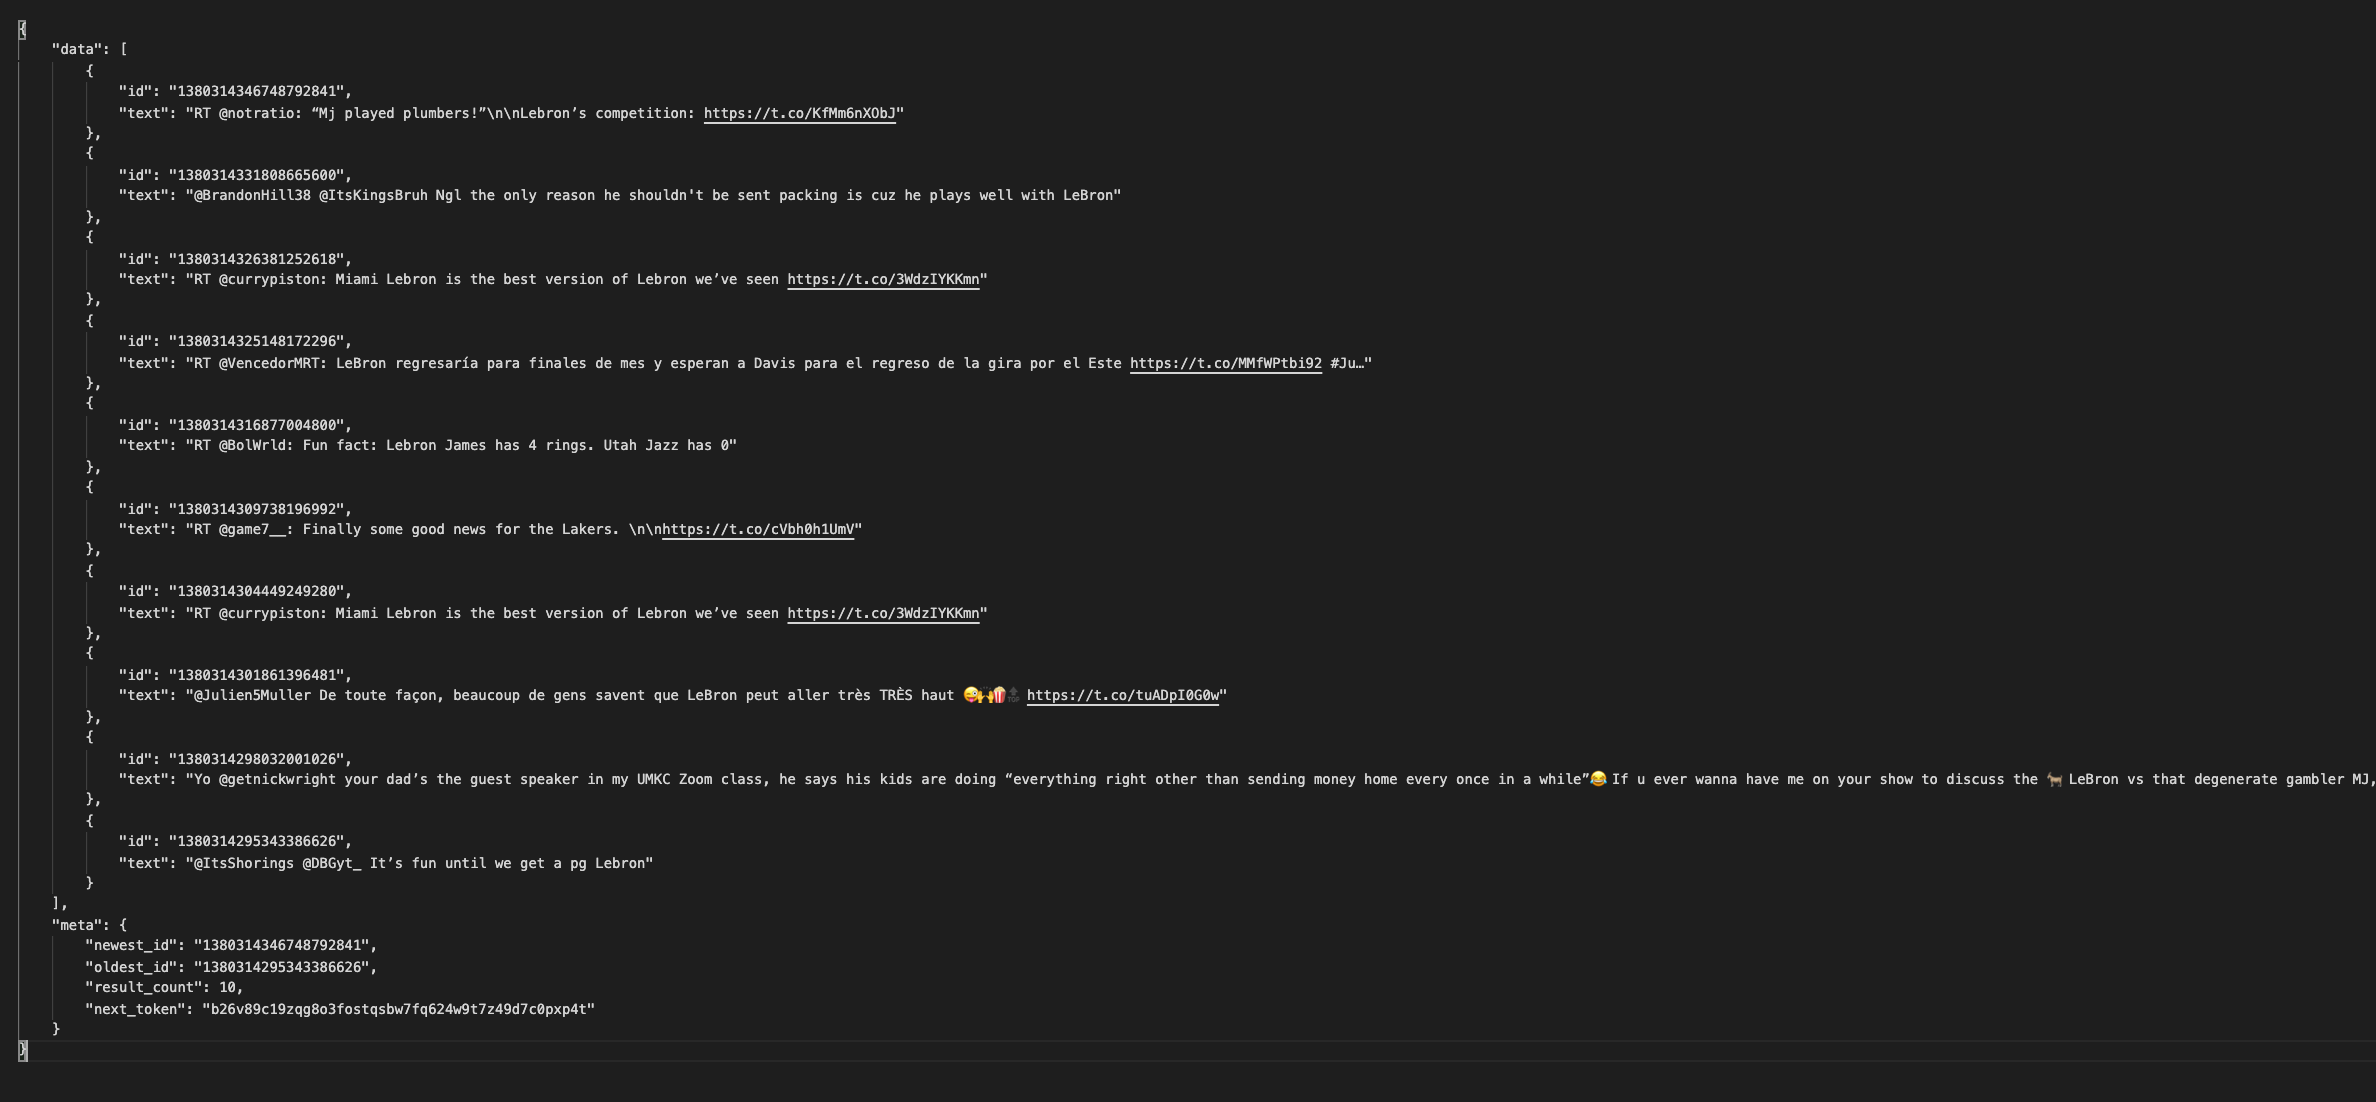 {
"data": [
{
"id": "1380314346748792841",
"text": "RT @notratio: “Mj played plumbers!”\n\nLebron’s competition: https://t.co/KfMm6nXObJ"
},
{
"id": "1380314331808665600",
"text": "@BrandonHill38 @ItsKingsBruh Ngl the only reason he shouldn't be sent packing is cuz he plays well with LeBron"
},
{
"id": "1380314326381252618",
"text": "RT @currypiston: Miami Lebron is the best version of Lebron we’ve seen https://t.co/3WdzIYKKmn"
},
{
"id": "1380314325148172296",
"text": "RT @VencedorMRT: LeBron regresaría para finales de mes y esperan a Davis para el regreso de la gira por el Este https://t.co/MMfWPtbi92 #Ju…"
},
{
"id": "1380314316877004800",
"text": "RT @BolWrld: Fun fact: Lebron James has 4 rings. Utah Jazz has 0"
},
{
"id": "1380314309738196992",
"text": "RT @game7__: Finally some good news for the Lakers. \n\nhttps://t.co/cVbh0h1UmV"
},
{
"id": "1380314304449249280",
"text": "RT @currypiston: Miami Lebron is the best version of Lebron we’ve seen https://t.co/3WdzIYKKmn"
},
{
"id": "1380314301861396481",
"text": "@Julien5Muller De toute façon, beaucoup de gens savent que LeBron peut aller très TRÈS haut 😜🙌🍿🔝 https://t.co/tuADpI0G0w"
},
{
"id": "1380314298032001026",
"text": "Yo @getnickwright your dad’s the guest speaker in my UMKC Zoom class, he says his kids are doing “everything right other than sending money home every once in a while”😂 If u ever wanna have me on your show to discuss the 🐐 LeBron vs that degenerate gambler MJ,
},
{
"id": "1380314295343386626",
"text": "@ItsShorings @DBGyt_ It’s fun until we get a pg Lebron"
}
],
"meta": {
"newest_id": "1380314346748792841",
"oldest_id": "1380314295343386626",
"result_count": 10,
"next_token": "b26v89c19zqg8o3fostqsbw7fq624w9t7z49d7c0pxp4t"
}
}